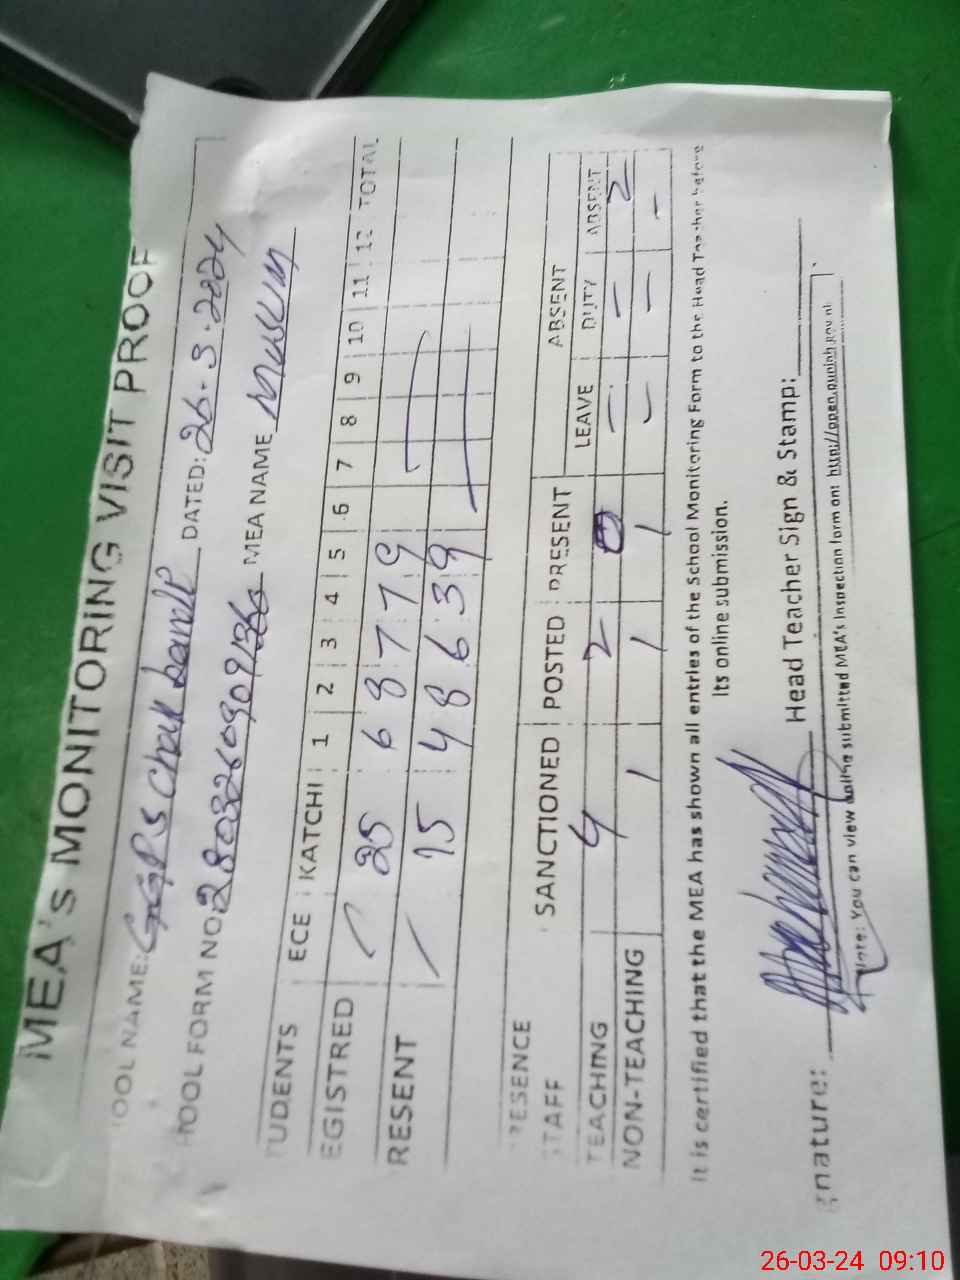 MEA's MONITORING VISIT PROOF
OOL NAME: GGPS Chak DATED: 26-3-2024
OOL FORM NO MEA NAME
TUDENTS ECE KATCHI 1 2 3 4 5 6 7 8 9 10 11 12 TOTAL
EGISTRED / 25 6 8 7 7 9
RESENT / 15 4 8 6 3 9
RESENCE
STAFF SANCTIONED POSTED PRESENT ABSENT
LEAVE DUTY ABSENT
TEACHING 4 2 0 - - 2
NON-TEACHING 1 1 1 - - -
It is certified that the MEA has shown all entries of the School Monitoring Form to the Head Teacher before
Its online submission.
gnature: Head Teacher Sign & Stamp:
Note: You can view online submitted MEA's Inspection form on: http://open.punjab.gov.pk
26-03-24 09:10